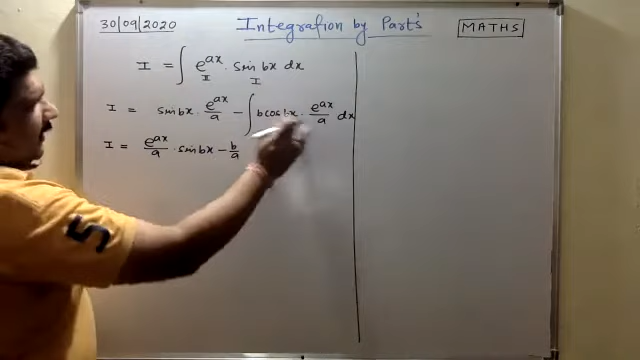 30/09/2020 Integration by Part's MATHS
I = ∫ e^{ax} . sin bx dx
II I
I = sin bx . e^{ax}/a - ∫ b cos bx . e^{ax}/a dx
I = e^{ax}/a . sin bx - b/a